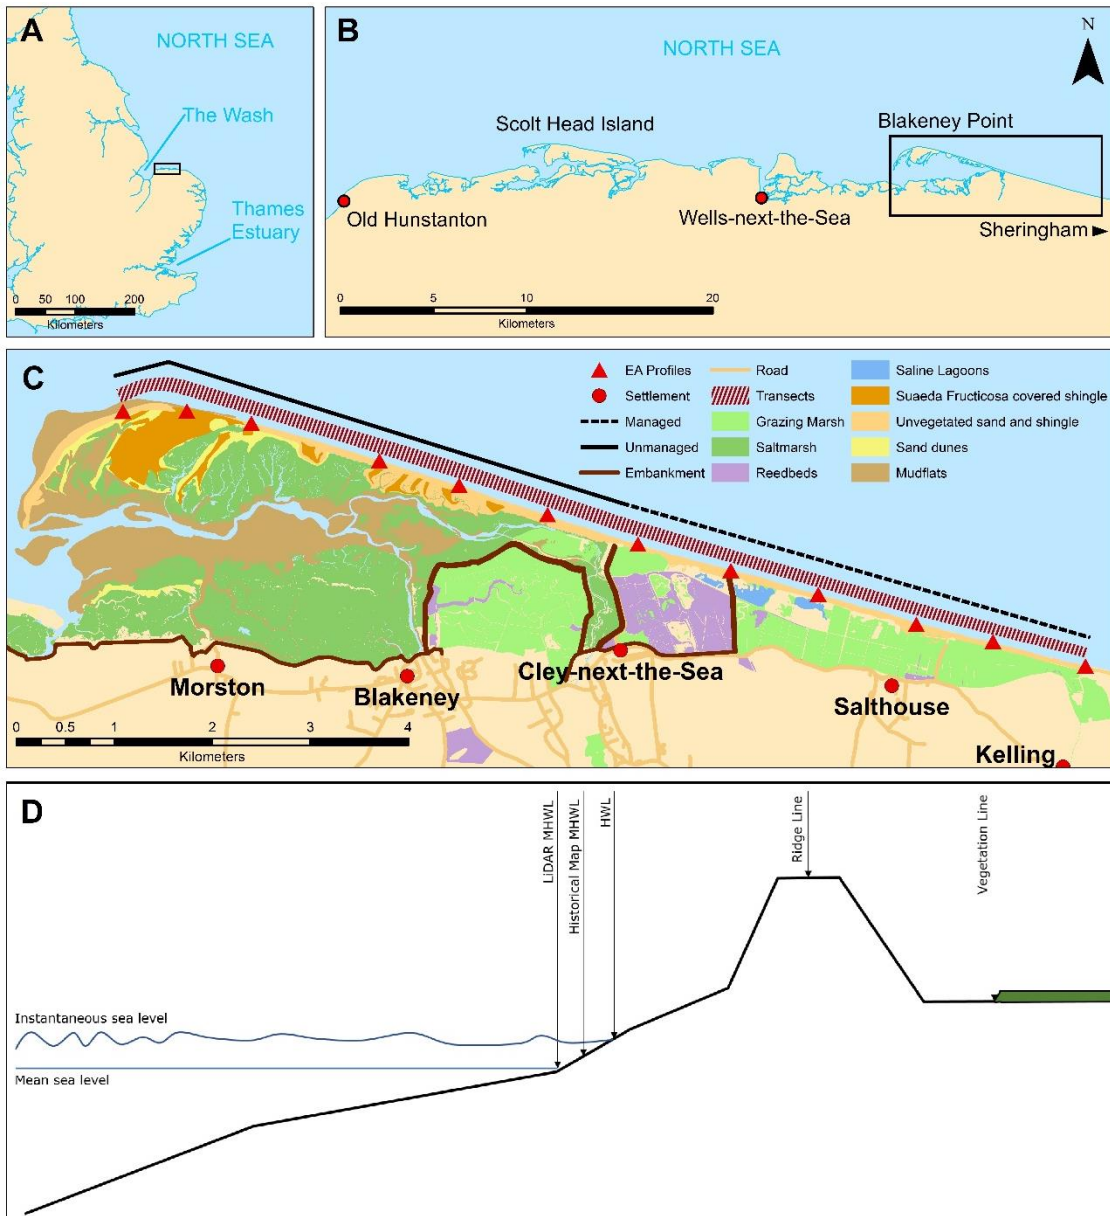 A
NORTH SEA
The Wash
Thames
Estuary
0 50 100 200
Kilometers
B
NORTH SEA
N
Scolt Head Island
Blakeney Point
Old Hunstanton
Wells-next-the-Sea
Sheringham
0 5 10 20
Kilometers
C
EA Profiles
Settlement
Managed
Unmanaged
Embankment
Road
Transects
Grazing Marsh
Saltmarsh
Reedbeds
Saline Lagoons
Suaeda Fructicosa covered shingle
Unvegetated sand and shingle
Sand dunes
Mudflats
Morston
Blakeney
Cley-next-the-Sea
Salthouse
Kelling
0 0.5 1 2 3 4
Kilometers
D
LiDAR MHWL
Historical Map MHWL
HWL
Ridge Line
Vegetation Line
Instantaneous sea level
Mean sea level